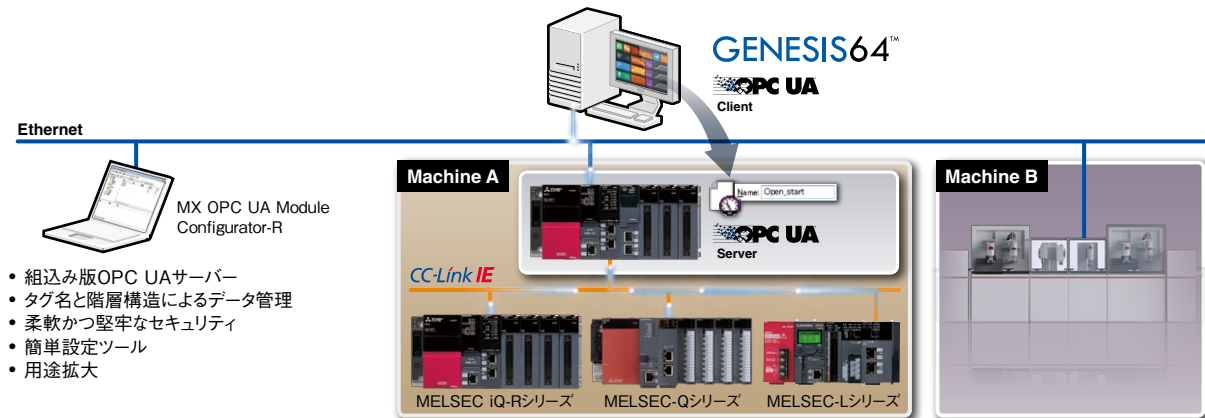 GENESIS64™
OPC UA
Client
Ethernet
MX OPC UA Module
Configurator-R
• 組込み版OPC UAサーバー
• タグ名と階層構造によるデータ管理
• 柔軟かつ堅牢なセキュリティ
• 簡単設定ツール
• 用途拡大
Machine A
Name: Open_start
OPC UA
Server
CC-Link IE
MELSEC iQ-Rシリーズ
MELSEC-Qシリーズ
MELSEC-Lシリーズ
Machine B